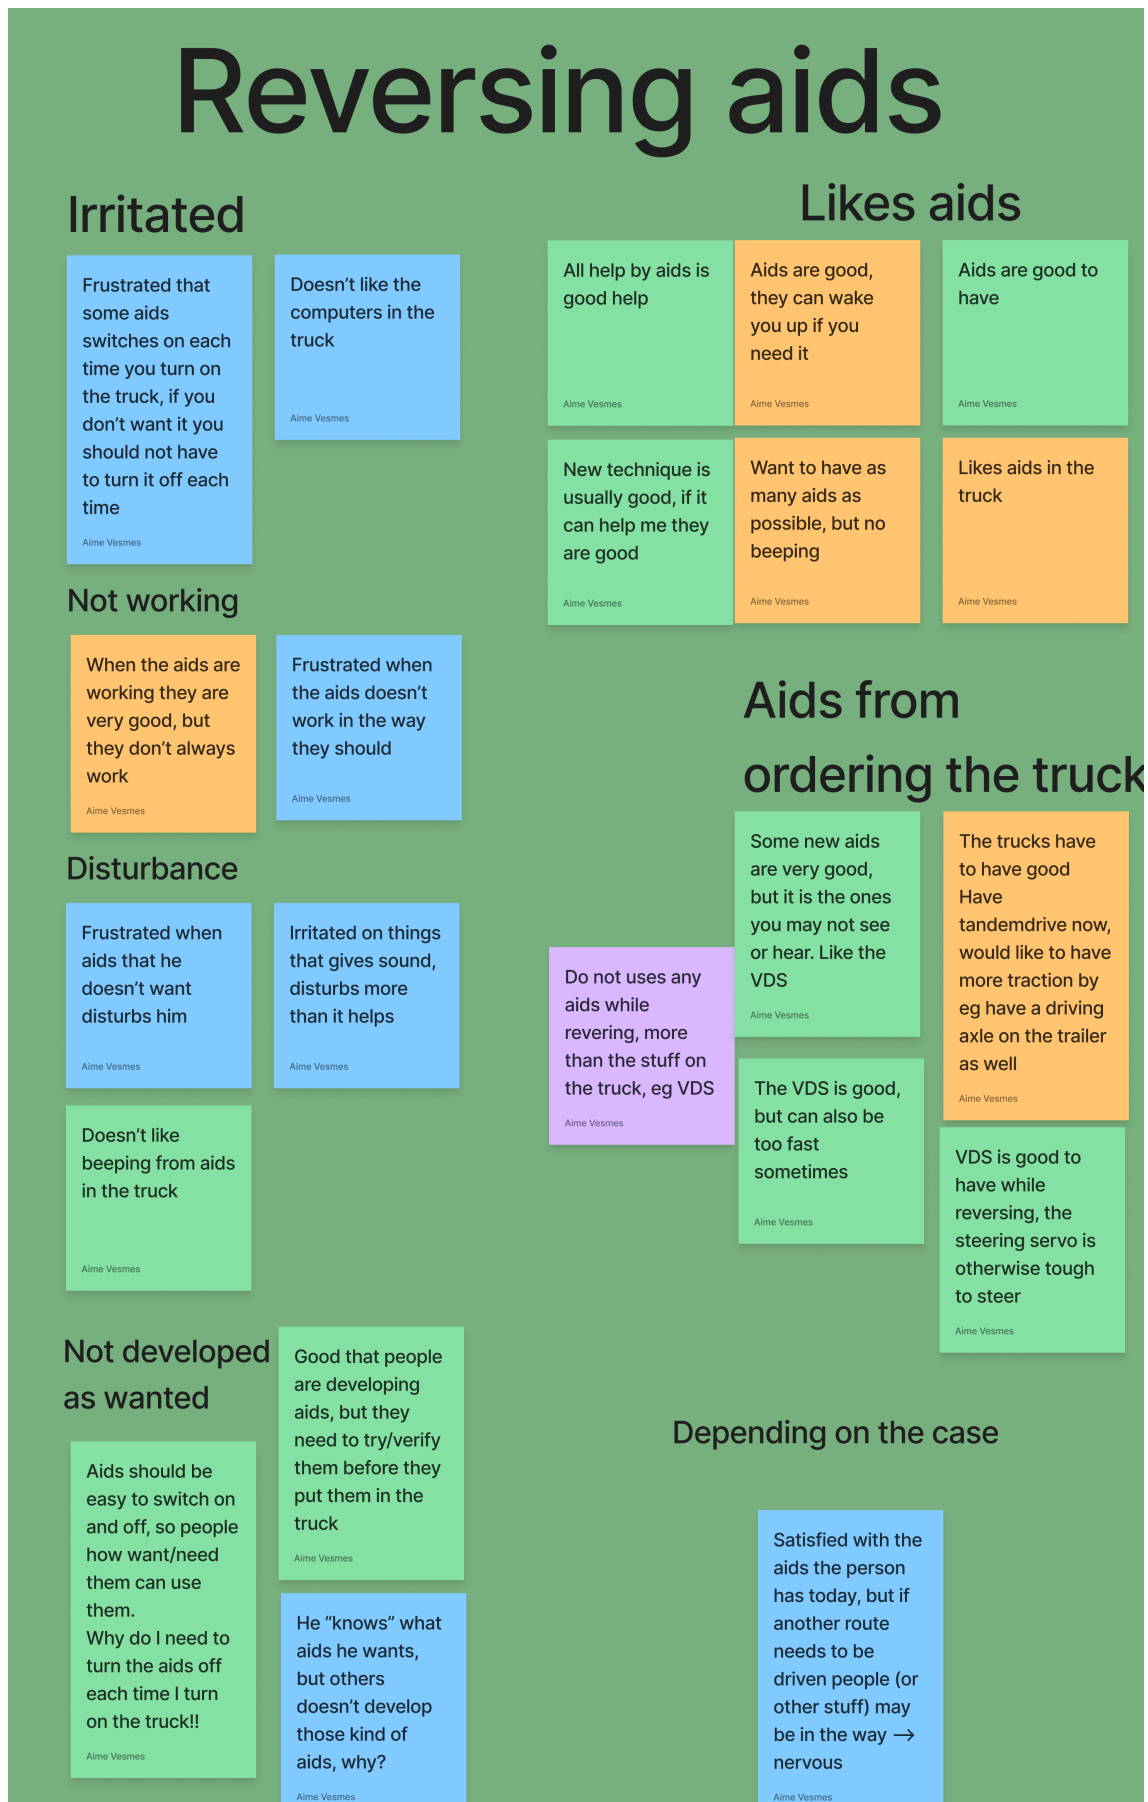 Reversing aids
Irritated
Frustrated that
some aids
switches on each
time you turn on
the truck, if you
don’t want it you
should not have
to turn it off each
time
Aime Vesmes
Doesn’t like the
computers in the
truck
Aime Vesmes
Not working
When the aids are
working they are
very good, but
they don’t always
work
Aime Vesmes
Frustrated when
the aids doesn’t
work in the way
they should
Aime Vesmes
Disturbance
Frustrated when
aids that he
doesn’t want
disturbs him
Aime Vesmes
Irritated on things
that gives sound,
disturbs more
than it helps
Aime Vesmes
Doesn’t like
beeping from aids
in the truck
Aime Vesmes
Not developed
as wanted
Aids should be
easy to switch on
and off, so people
how want/need
them can use
them.
Why do I need to
turn the aids off
each time I turn
on the truck!!
Aime Vesmes
Good that people
are developing
aids, but they
need to try/verify
them before they
put them in the
truck
Aime Vesmes
He “knows” what
aids he wants,
but others
doesn’t develop
those kind of
aids, why?
Aime Vesmes
Likes aids
All help by aids is
good help
Aime Vesmes
Aids are good,
they can wake
you up if you
need it
Aime Vesmes
Aids are good to
have
Aime Vesmes
New technique is
usually good, if it
can help me they
are good
Aime Vesmes
Want to have as
many aids as
possible, but no
beeping
Aime Vesmes
Likes aids in the
truck
Aime Vesmes
Aids from
ordering the truck
Do not uses any
aids while
revering, more
than the stuff on
the truck, eg VDS
Aime Vesmes
Some new aids
are very good,
but it is the ones
you may not see
or hear. Like the
VDS
Aime Vesmes
The trucks have
to have good
Have
tandemdrive now,
would like to have
more traction by
eg have a driving
axle on the trailer
as well
Aime Vesmes
The VDS is good,
but can also be
too fast
sometimes
Aime Vesmes
VDS is good to
have while
reversing, the
steering servo is
otherwise tough
to steer
Aime Vesmes
Depending on the case
Satisfied with the
aids the person
has today, but if
another route
needs to be
driven people (or
other stuff) may
be in the way →
nervous
Aime Vesmes